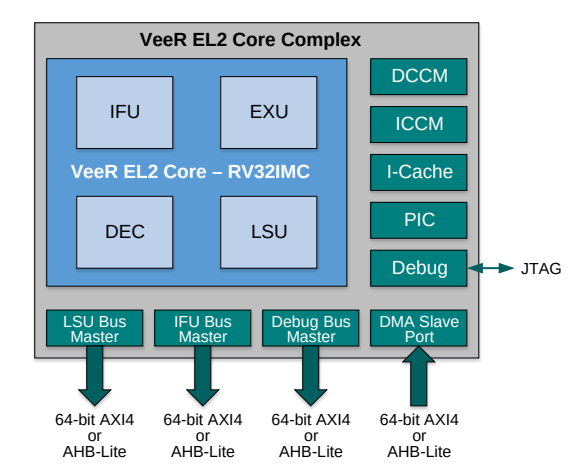 VeeR EL2 Core Complex
IFU
EXU
VeeR EL2 Core – RV32IMC
DEC
LSU
DCCM
ICCM
I-Cache
PIC
Debug
JTAG
LSU Bus
Master
IFU Bus
Master
Debug Bus
Master
DMA Slave
Port
64-bit AXI4
or
AHB-Lite
64-bit AXI4
or
AHB-Lite
64-bit AXI4
or
AHB-Lite
64-bit AXI4
or
AHB-Lite